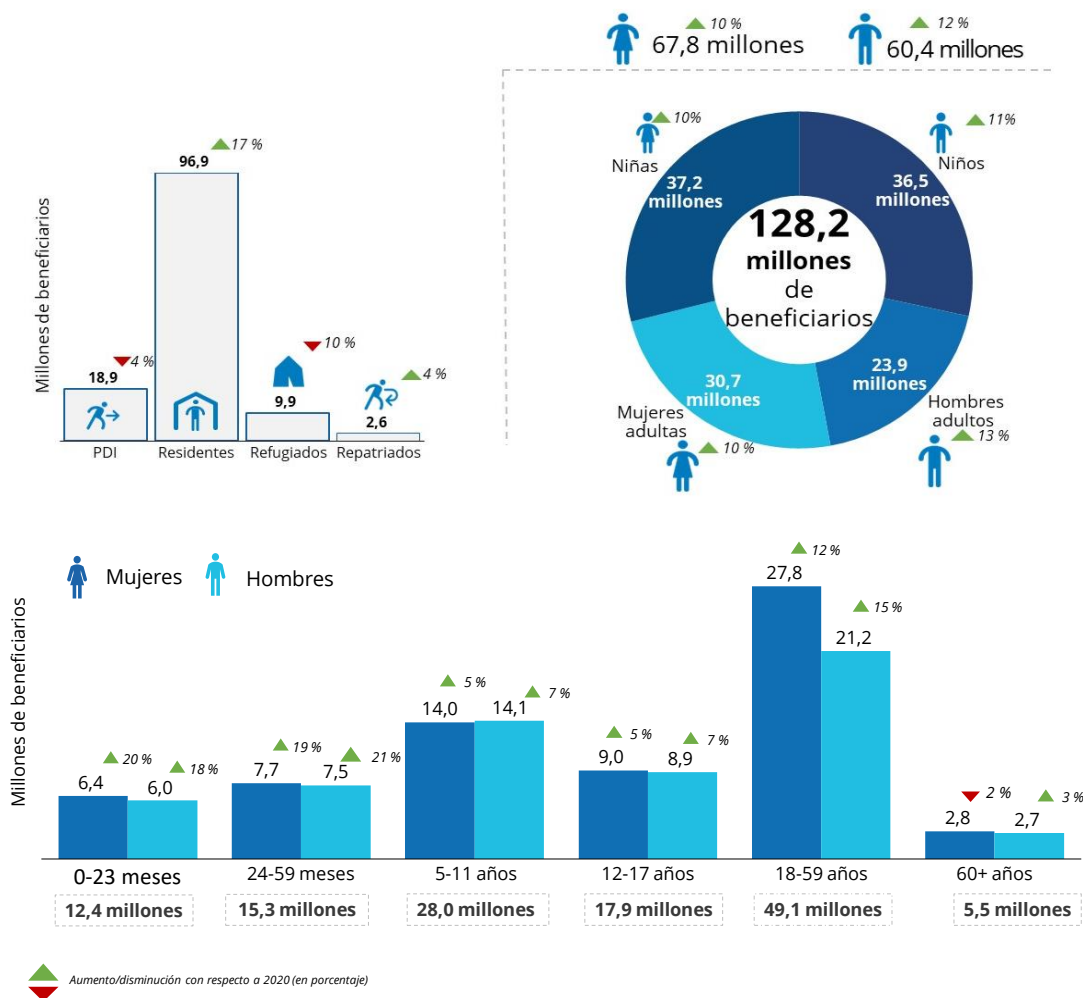 10 %
67,8 millones
12 %
60,4 millones
Millones de beneficiarios
4 %
18,9
PDI
17 %
96,9
Residentes
10 %
9,9
Refugiados
4 %
2,6
Repatriados
10%
Niñas
37,2
millones
11%
Niños
36,5
millones
128,2
millones
de
beneficiarios
30,7
millones
Mujeres
adultas
10 %
23,9
millones
Hombres
adultos
13 %
Mujeres
Hombres
Millones de beneficiarios
20 %
6,4
18 %
6,0
19 %
7,7
21 %
7,5
5 %
14,0
7 %
14,1
5 %
9,0
7 %
8,9
12 %
27,8
15 %
21,2
2 %
2,8
3 %
2,7
0-23 meses
24-59 meses
5-11 años
12-17 años
18-59 años
60+ años
12,4 millones
15,3 millones
28,0 millones
17,9 millones
49,1 millones
5,5 millones
Aumento/disminución con respecto a 2020 (en porcentaje)